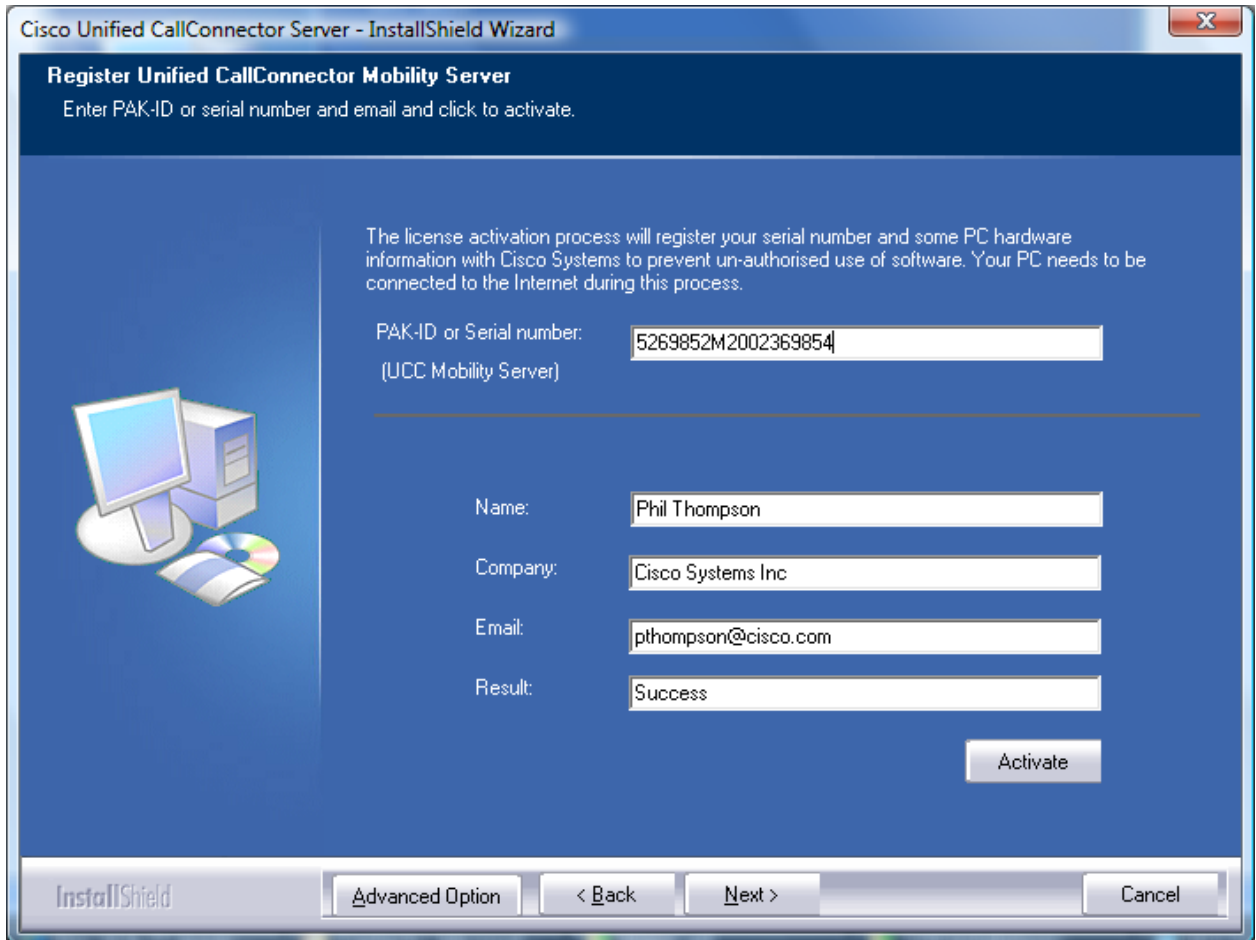 Cisco Unified CallConnector Server - InstallShield Wizard
X
Register Unified CallConnector Mobility Server
Enter PAK-ID or serial number and email and click to activate.
The license activation process will register your serial number and some PC hardware
information with Cisco Systems to prevent un-authorised use of software. Your PC needs to be
connected to the Internet during this process.
PAK-ID or Serial number: 5269852M2002369854
(UCC Mobility Server)
Name: Phil Thompson
Company: Cisco Systems Inc
Email: pthompson@cisco.com
Result: Success
Activate
InstallShield Advanced Option < Back Next > Cancel